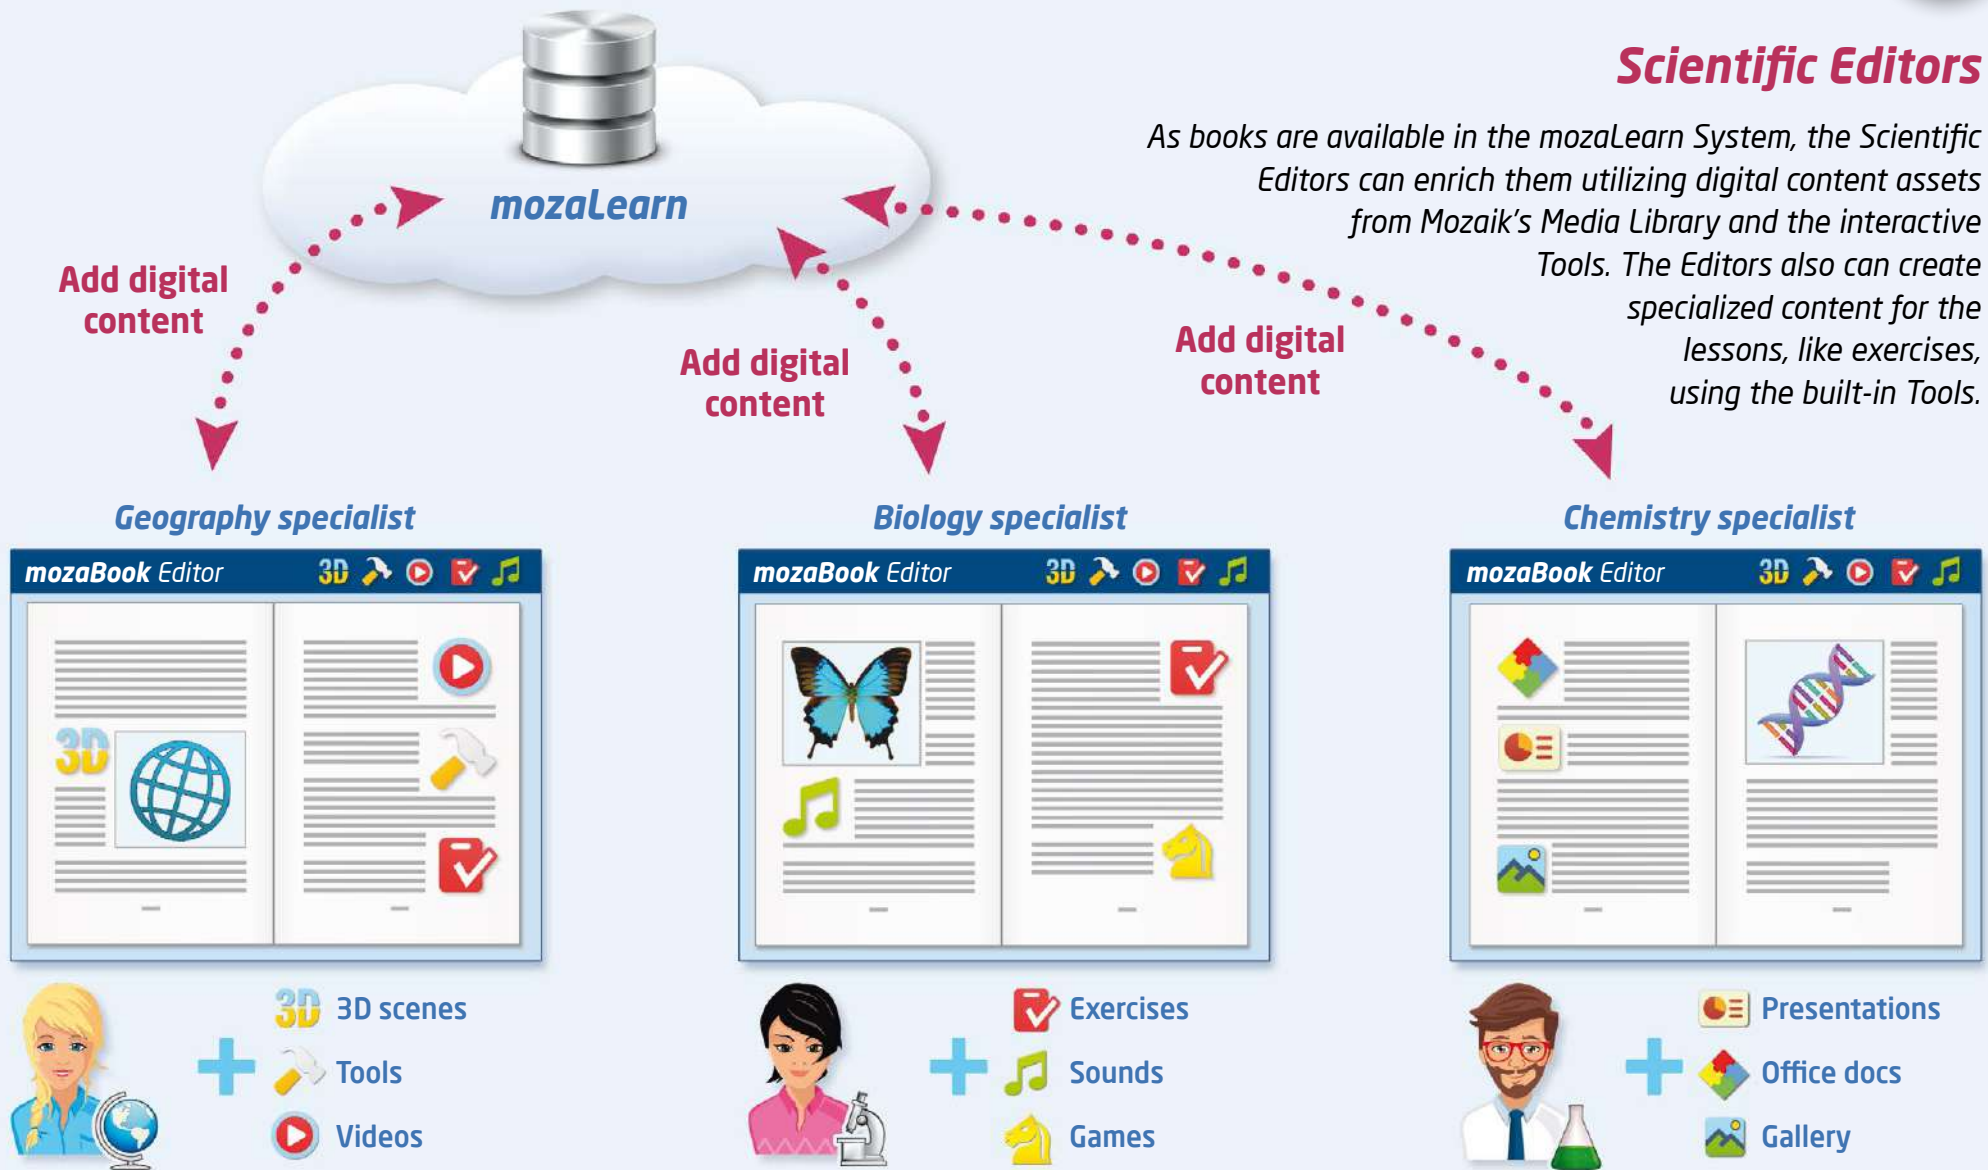 Scientific Editors
As books are available in the mozaLearn System, the Scientific
Editors can enrich them utilizing digital content assets
from Mozaik's Media Library and the interactive
Tools. The Editors also can create
specialized content for the
lessons, like exercises,
using the built-in Tools.
mozaLearn
Add digital
content
Add digital
content
Add digital
content
Geography specialist
mozaBook Editor 3D
3D
3D 3D scenes
Tools
Videos
Biology specialist
mozaBook Editor 3D
Exercises
Sounds
Games
Chemistry specialist
mozaBook Editor 3D
Presentations
Office docs
Gallery